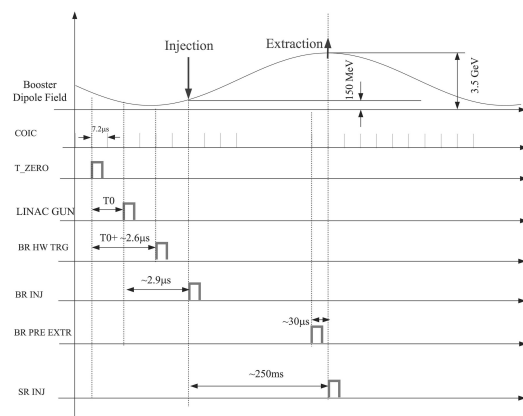 Injection
Extraction
Booster
Dipole Field
150 MeV
3.5 GeV
COIC
7.2μs
T_ZERO
T0
LINAC GUN
T0+ ~2.6μs
BR HW TRG
~2.9μs
BR INJ
~30μs
BR PRE EXTR
~250ms
SR INJ